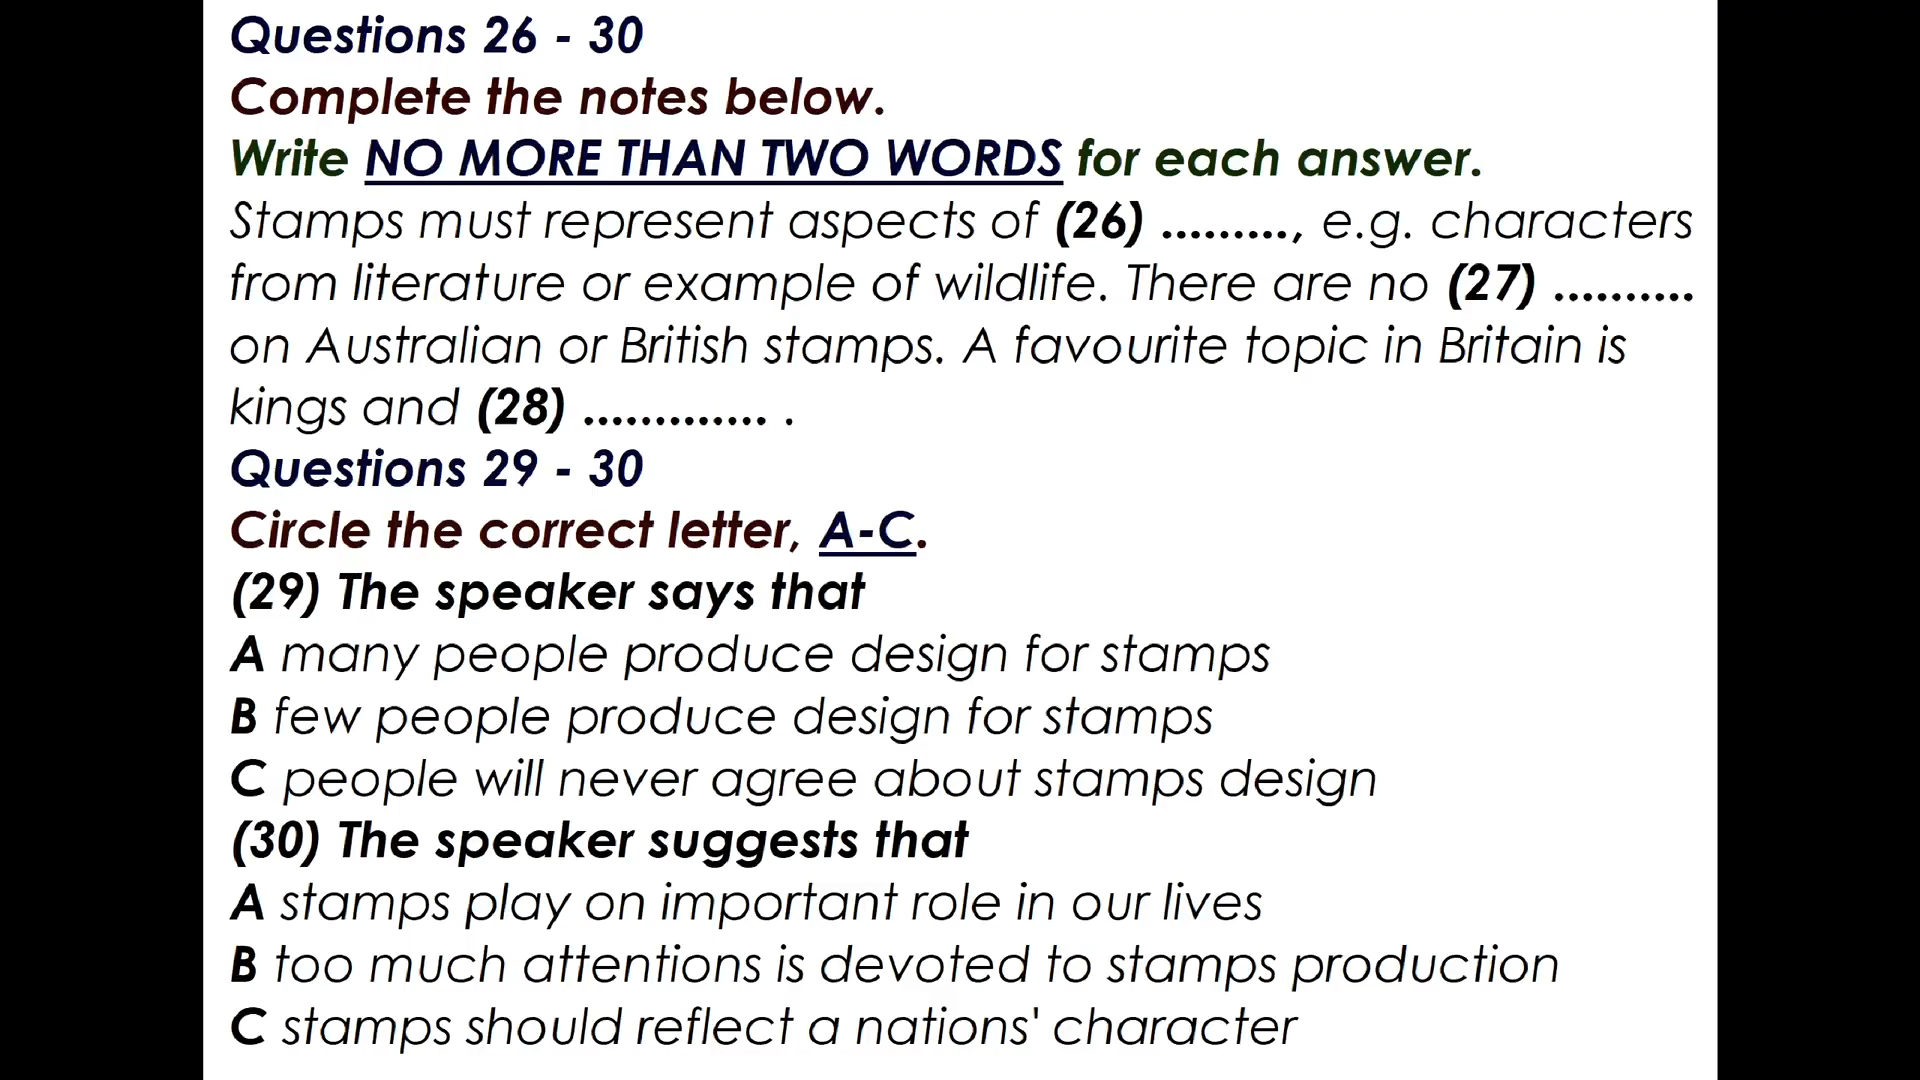 Questions 26 - 30
Complete the notes below.
Write NO MORE THAN TWO WORDS for each answer.
Stamps must represent aspects of (26) ........., e.g. characters
from literature or example of wildlife. There are no (27) ..........
on Australian or British stamps. A favourite topic in Britain is
kings and (28) ............. .
Questions 29 - 30
Circle the correct letter, A-C.
(29) The speaker says that
A many people produce design for stamps
B few people produce design for stamps
C people will never agree about stamps design
(30) The speaker suggests that
A stamps play on important role in our lives
B too much attentions is devoted to stamps production
C stamps should reflect a nations' character